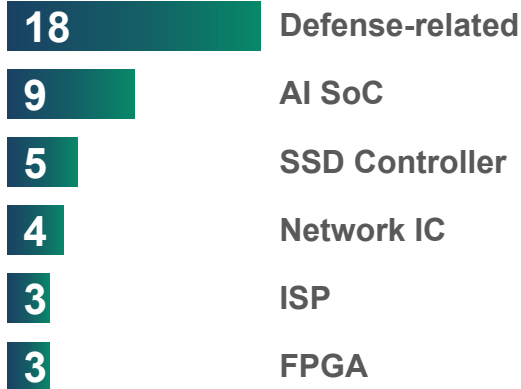 18 Defense-related
9 AI SoC
5 SSD Controller
4 Network IC
3 ISP
3 FPGA